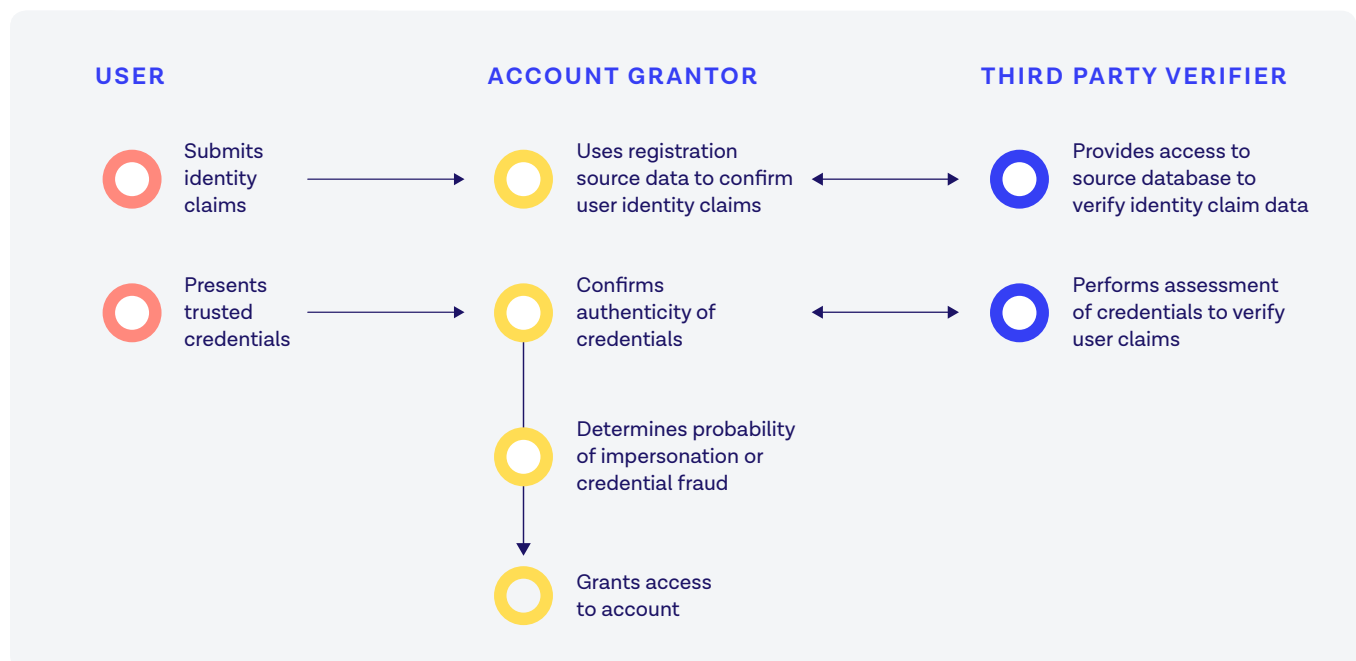 USER
ACCOUNT GRANTOR
THIRD PARTY VERIFIER
Submits
identity
claims
Uses registration
source data to confirm
user identity claims
Provides access to
source database to
verify identity claim data
Presents
trusted
credentials
Confirms
authenticity of
credentials
Performs assessment
of credentials to verify
user claims
Determines probability
of impersonation or
credential fraud
Grants access
to account